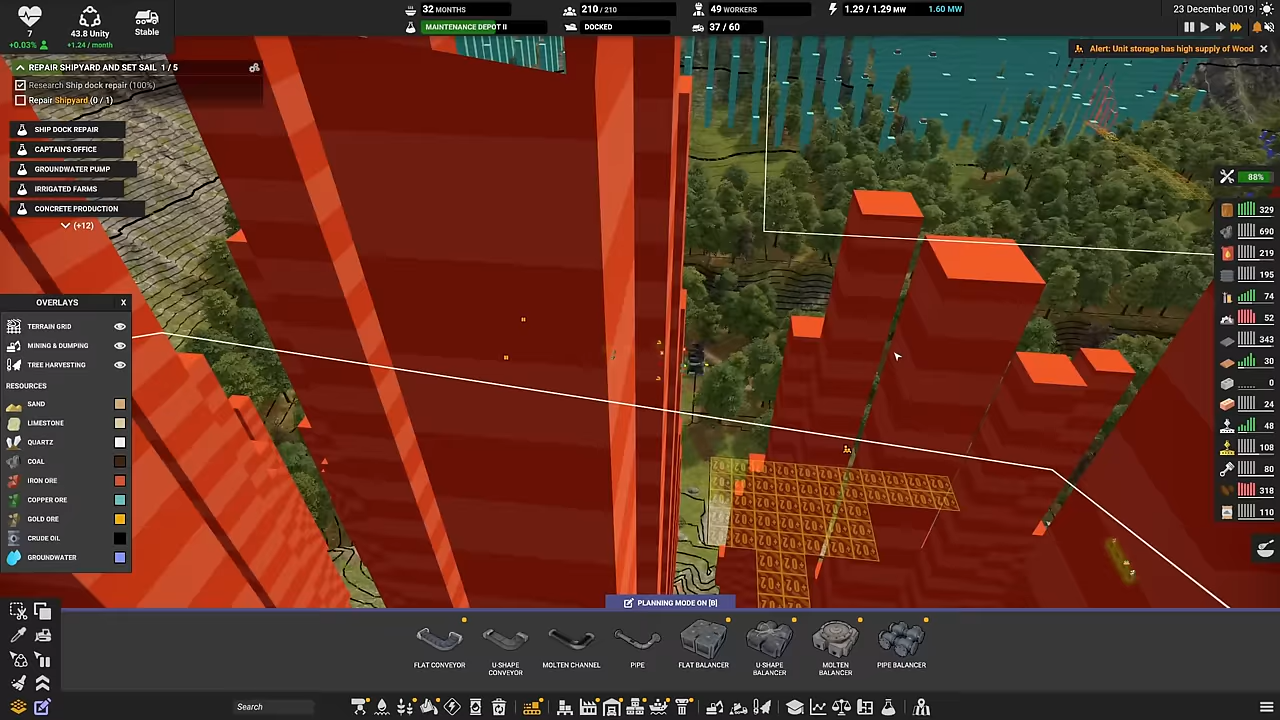 7
+0.03%
43.8 Unity
+1.24 / month
Stable
32 MONTHS
210 / 210
49 WORKERS
1.29 / 1.29 MW
1.60 MW
MAINTENANCE DEPOT II
DOCKED
37 / 60
23 December 0019
Alert: Unit storage has high supply of Wood
REPAIR SHIPYARD AND SET SAIL 1 / 5
Research Ship dock repair (100%)
Repair Shipyard (0 / 1)
SHIP DOCK REPAIR
CAPTAIN'S OFFICE
GROUNDWATER PUMP
IRRIGATED FARMS
CONCRETE PRODUCTION
(+12)
88%
329
690
219
195
74
52
343
30
0
24
48
108
80
318
110
OVERLAYS X
TERRAIN GRID
MINING & DUMPING
TREE HARVESTING
RESOURCES
SAND
LIMESTONE
QUARTZ
COAL
IRON ORE
COPPER ORE
GOLD ORE
CRUDE OIL
GROUNDWATER
PLANNING MODE ON [B]
FLAT CONVEYOR
U-SHAPE CONVEYOR
MOLTEN CHANNEL
PIPE
FLAT BALANCER
U-SHAPE BALANCER
MOLTEN BALANCER
PIPE BALANCER
Search